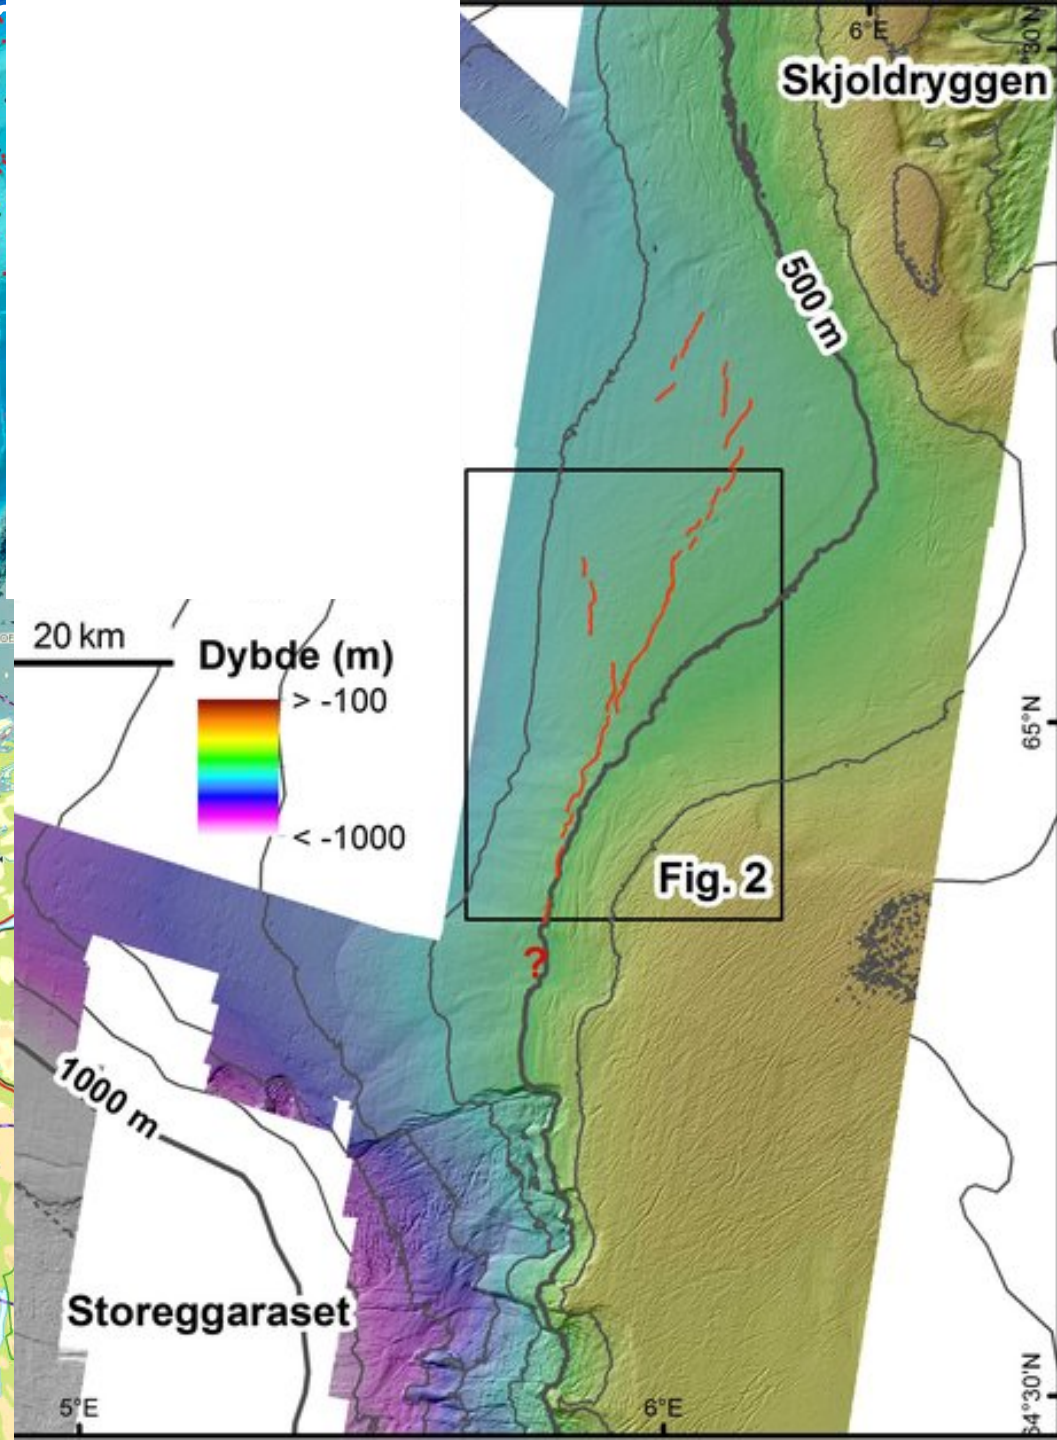 6°E
30'N
Skjoldryggen
500 m
20 km
Dybde (m)
> -100
< -1000
65°N
Fig. 2
?
1000 m
Storeggaraset
5°E
6°E
64°30'N